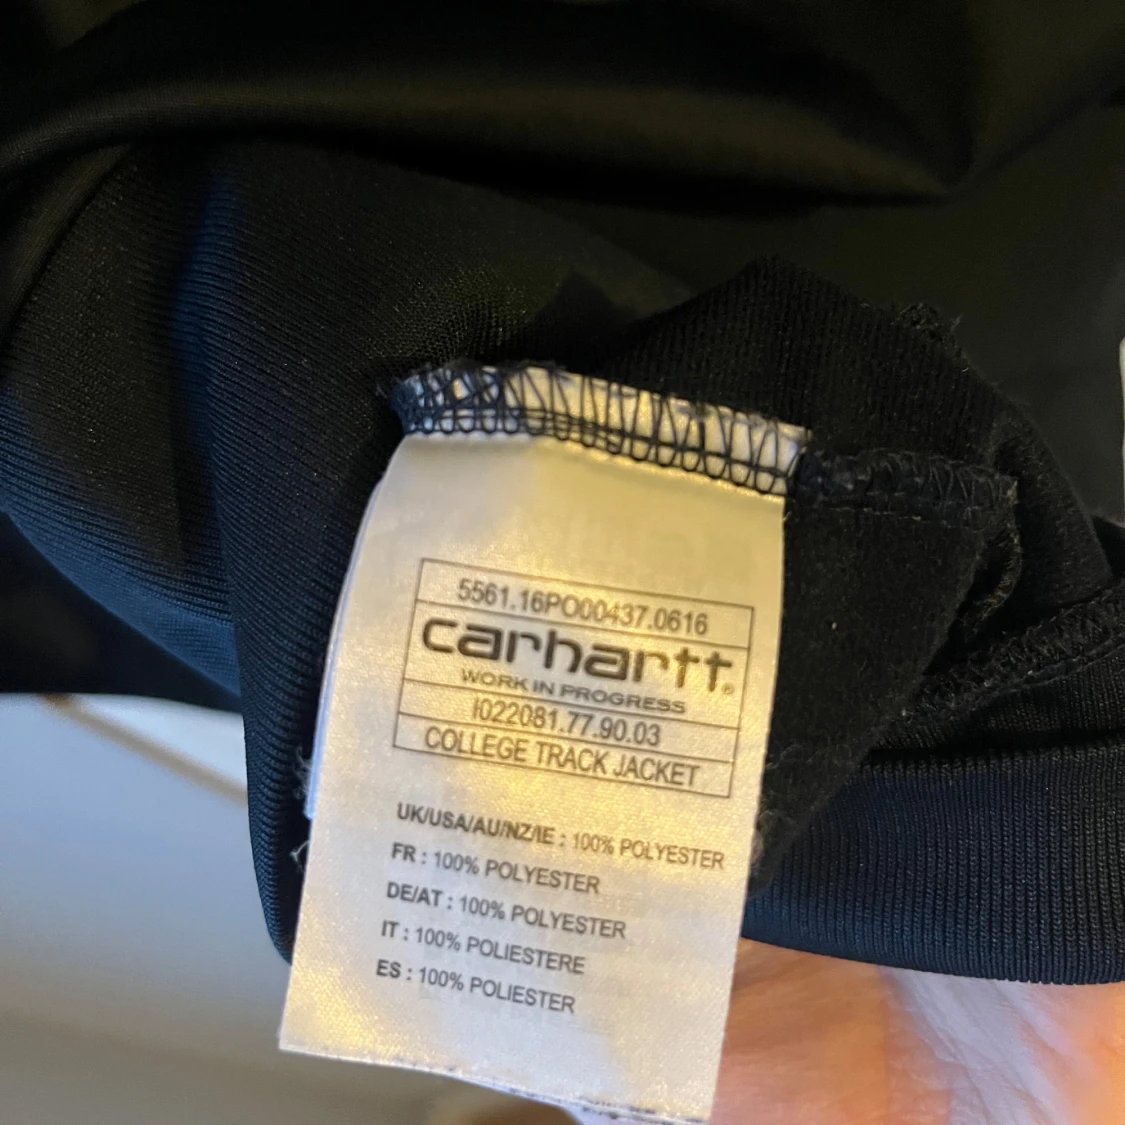 5561.16PO00437.0616
carhartt®
WORK IN PROGRESS
I022081.77.90.03
COLLEGE TRACK JACKET
UK/USA/AU/NZ/IE : 100% POLYESTER
FR : 100% POLYESTER
DE/AT : 100% POLYESTER
IT : 100% POLIESTERE
ES : 100% POLIESTER